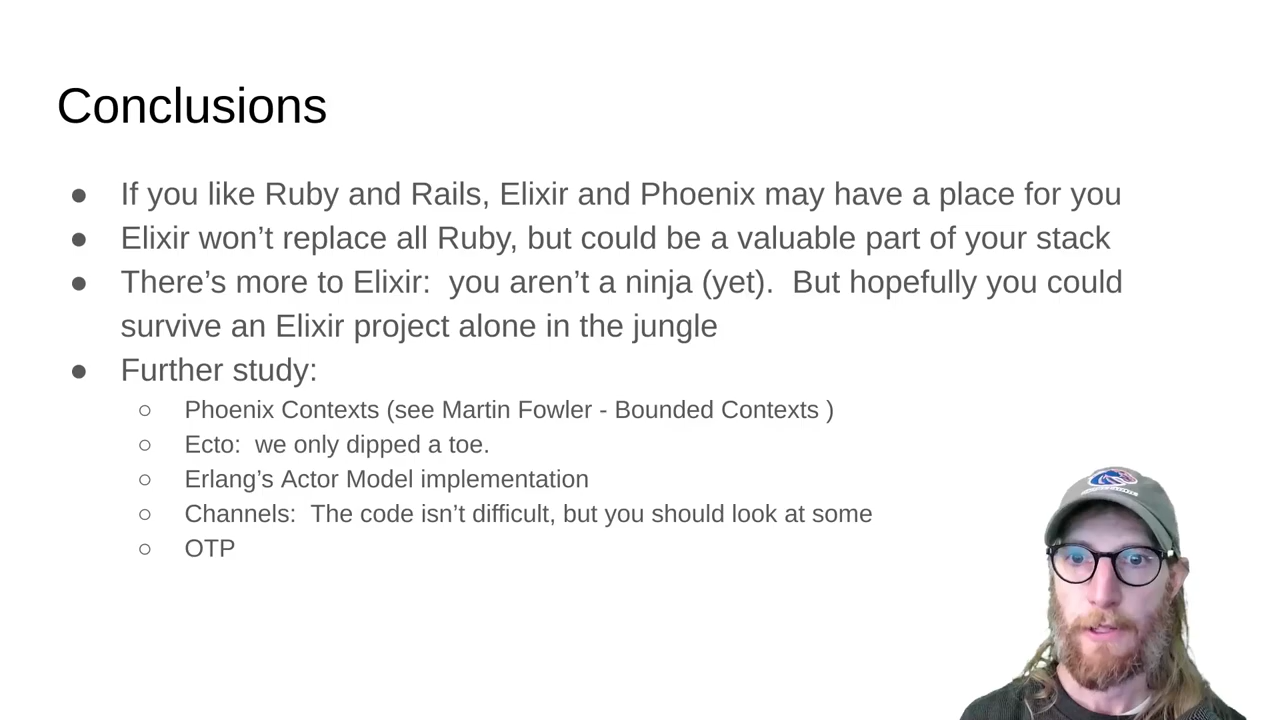 Conclusions
● If you like Ruby and Rails, Elixir and Phoenix may have a place for you
● Elixir won’t replace all Ruby, but could be a valuable part of your stack
● There’s more to Elixir:  you aren’t a ninja (yet).  But hopefully you could
survive an Elixir project alone in the jungle
● Further study:
○ Phoenix Contexts (see Martin Fowler - Bounded Contexts )
○ Ecto:  we only dipped a toe.
○ Erlang’s Actor Model implementation
○ Channels:  The code isn’t difficult, but you should look at some
○ OTP